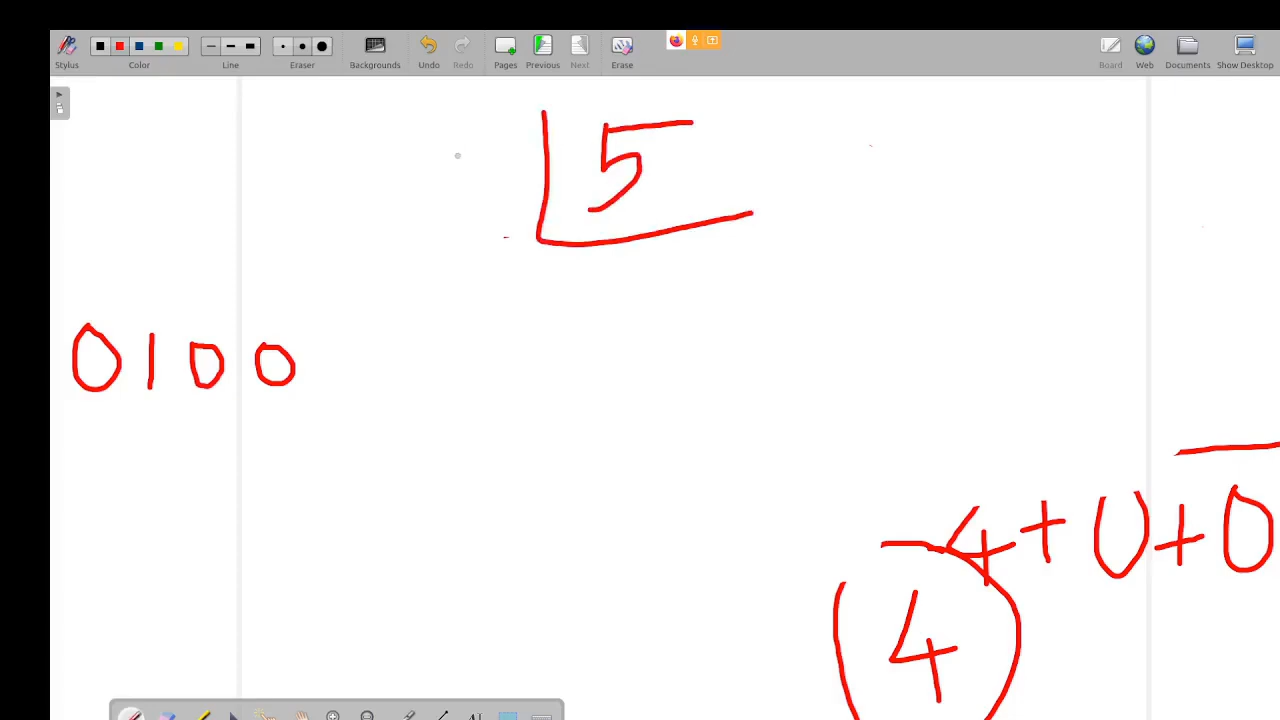 Stylus Color Line Eraser Backgrounds Undo Redo Pages Previous Next Erase Board Web Documents Show Desktop
5
0100
4+0+0
4